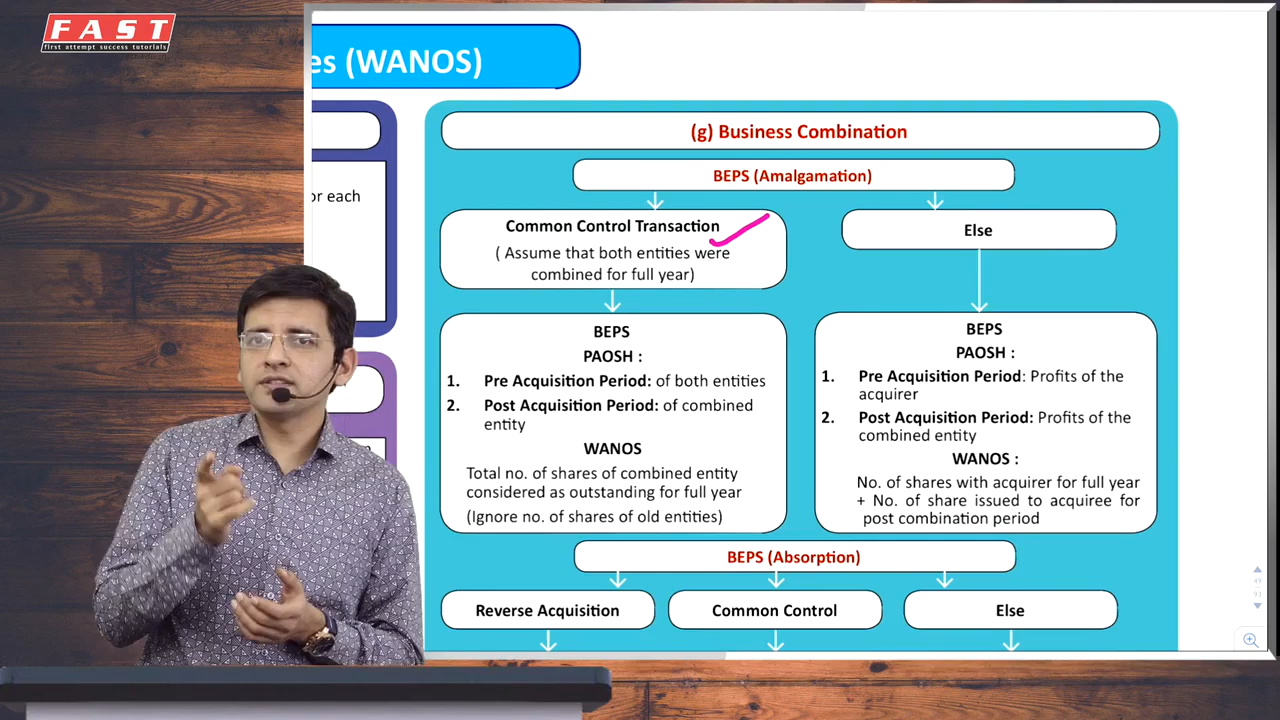 FAST
first attempt success tutorials
es (WANOS)
or each
(g) Business Combination
BEPS (Amalgamation)
Common Control Transaction
( Assume that both entities were
combined for full year)
Else
BEPS
PAOSH :
1. Pre Acquisition Period: of both entities
2. Post Acquisition Period: of combined
entity
WANOS
Total no. of shares of combined entity
considered as outstanding for full year
(Ignore no. of shares of old entities)
BEPS
PAOSH :
1. Pre Acquisition Period: Profits of the
acquirer
2. Post Acquisition Period: Profits of the
combined entity
WANOS :
No. of shares with acquirer for full year
+ No. of share issued to acquiree for
post combination period
BEPS (Absorption)
Reverse Acquisition
Common Control
Else